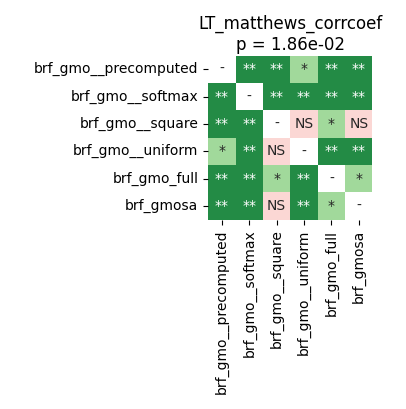 LT_matthews_corrcoef
p = 1.86e-02
brf_gmo__precomputed - ** ** * ** **
brf_gmo__softmax ** - ** ** ** **
brf_gmo__square ** ** - NS * NS
brf_gmo__uniform * ** NS - ** **
brf_gmo_full ** ** * ** - *
brf_gmosa ** ** NS ** * -
brf_gmo__precomputed
brf_gmo__softmax
brf_gmo__square
brf_gmo__uniform
brf_gmo_full
brf_gmosa